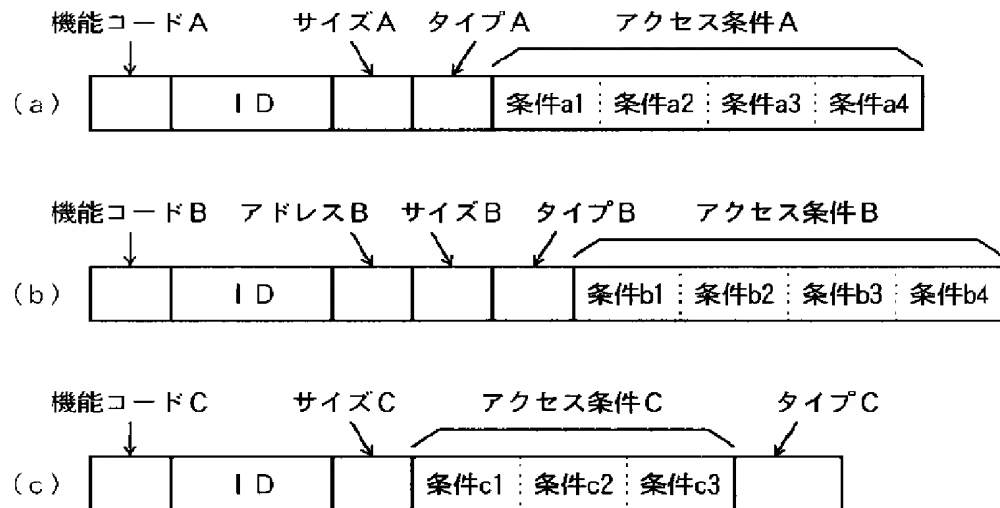 機能コードA サイズA タイプA アクセス条件A
(a) ID 条件a1 条件a2 条件a3 条件a4
機能コードB アドレスB サイズB タイプB アクセス条件B
(b) ID 条件b1 条件b2 条件b3 条件b4
機能コードC サイズC アクセス条件C タイプC
(c) ID 条件c1 条件c2 条件c3